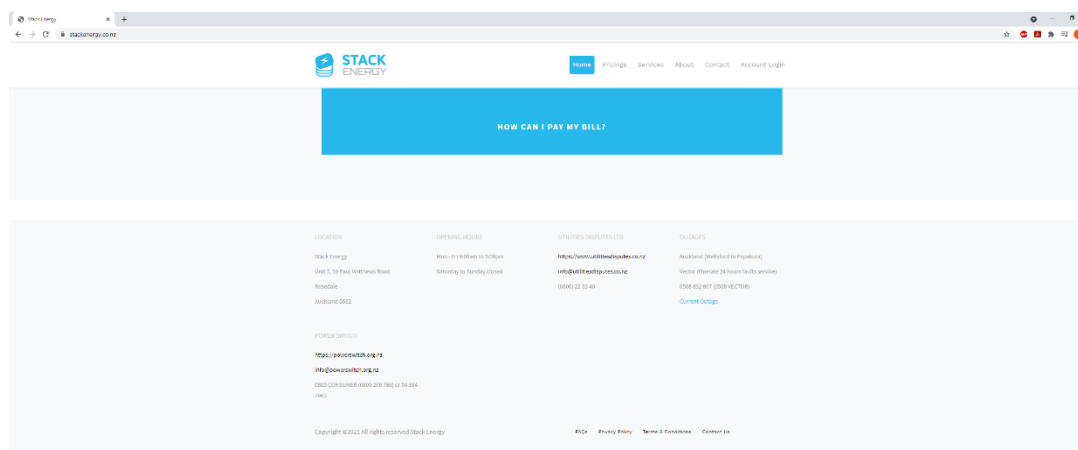 Stack Energy
stackenergy.co.nz
STACK
ENERGY
Home Pricings Services About Contact Account Login
HOW CAN I PAY MY BILL?
LOCATION
Stack Energy
Unit 7, 59 Paul Matthews Road
Rosedale
Auckland 0632
OPENING HOURS
Mon - Fri 9:00am to 5:00pm
Saturday to Sunday closed
UTILITIES DISPUTES LTD
https://www.utilitiesdisputes.co.nz
info@utilitiesdisputes.co.nz
(0800) 22 33 40
OUTAGES
Auckland (Wellsford to Papakura)
Vector (Operate 24 hours faults service)
0508 832 867 (0508 VECTOR)
Current Outage
POWER SWITCH
https://powerswitch.org.nz
info@powerswitch.org.nz
0800 CONSUMER (0800 266 786) or 04 384
7963
Copyright ©2021 All rights reserved Stack Energy
FAQs Privacy Policy Terms & Conditions Contact Us